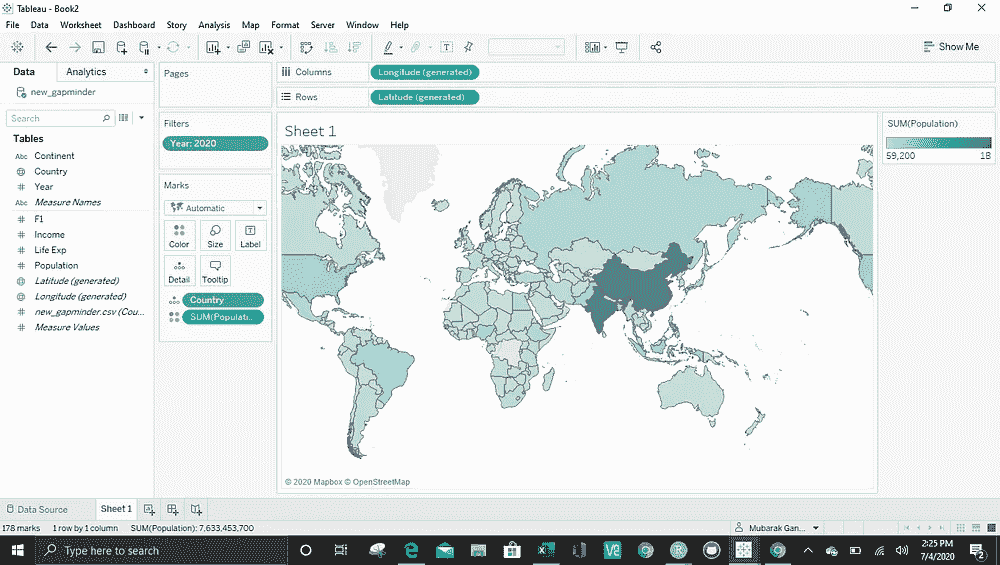 Tableau - Book2
File Data Worksheet Dashboard Story Analysis Map Format Server Window Help
Show Me
Data Analytics
new_gapminder
Search
Tables
Abc Continent
Country
Year
Abc Measure Names
F1
Income
Life Exp
Population
Latitude (generated)
Longitude (generated)
new_gapminder.csv (Cou...
Measure Values
Pages
Filters
Year: 2020
Marks
Automatic
Color Size Label
Detail Tooltip
Country
SUM(Populati..
Columns Longitude (generated)
Rows Latitude (generated)
Sheet 1
© 2020 Mapbox © OpenStreetMap
SUM(Population)
59,200 1B
Data Source Sheet 1
178 marks 1 row by 1 column SUM(Population): 7,633,453,700
Mubarak Gan...
Type here to search
2:25 PM
7/4/2020
2